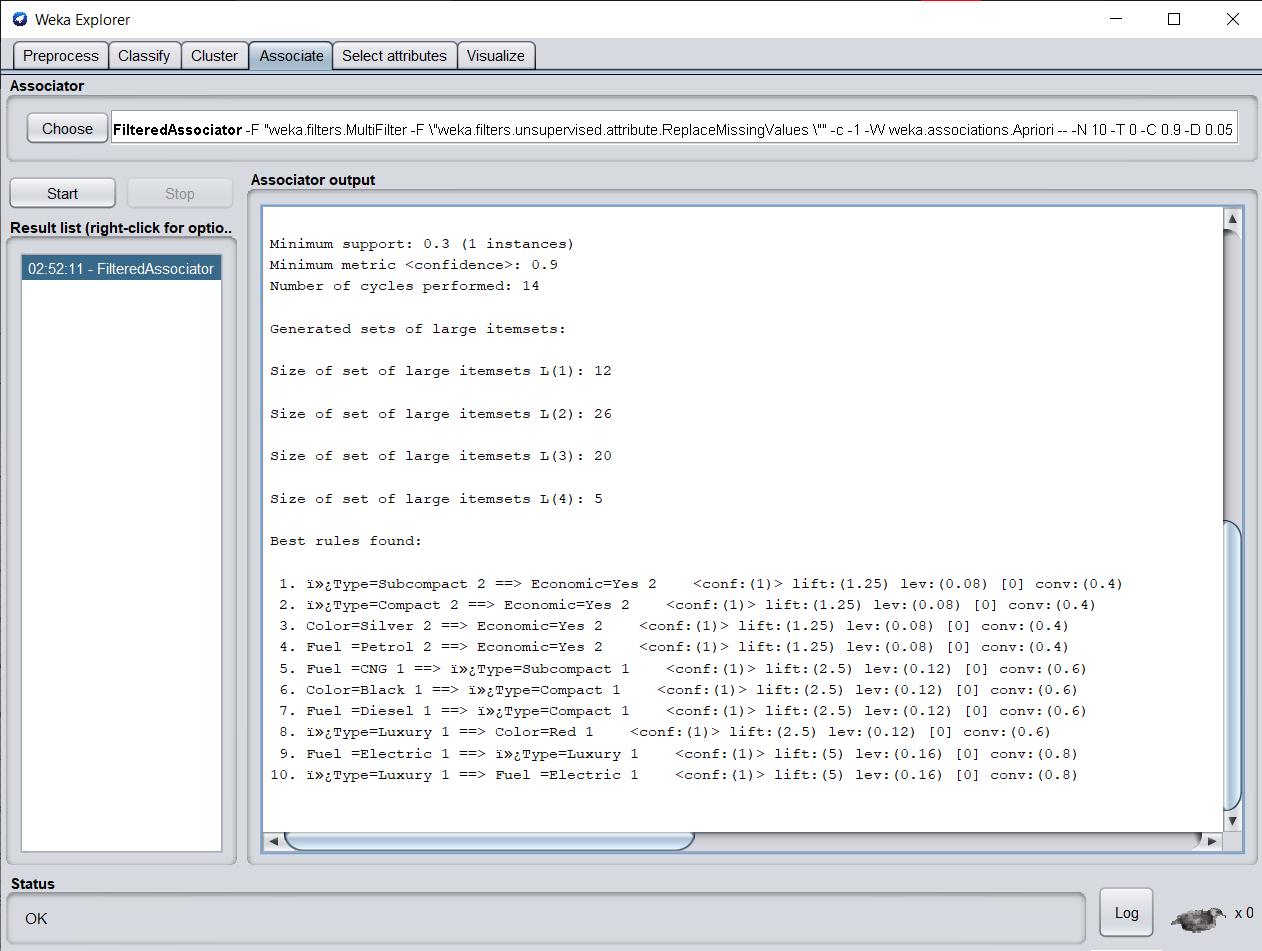 Weka Explorer
Preprocess Classify Cluster Associate Select attributes Visualize
Associator
Choose FilteredAssociator -F "weka.filters.MultiFilter -F \"weka.filters.unsupervised.attribute.ReplaceMissingValues \"" -c -1 -W weka.associations.Apriori -- -N 10 -T 0 -C 0.9 -D 0.05
Start Stop
Result list (right-click for optio..
02:52:11 - FilteredAssociator
Associator output
Minimum support: 0.3 (1 instances)
Minimum metric <confidence>: 0.9
Number of cycles performed: 14
Generated sets of large itemsets:
Size of set of large itemsets L(1): 12
Size of set of large itemsets L(2): 26
Size of set of large itemsets L(3): 20
Size of set of large itemsets L(4): 5
Best rules found:
1. ï»¿Type=Subcompact 2 ==> Economic=Yes 2    <conf:(1)> lift:(1.25) lev:(0.08) [0] conv:(0.4)
2. ï»¿Type=Compact 2 ==> Economic=Yes 2    <conf:(1)> lift:(1.25) lev:(0.08) [0] conv:(0.4)
3. Color=Silver 2 ==> Economic=Yes 2    <conf:(1)> lift:(1.25) lev:(0.08) [0] conv:(0.4)
4. Fuel =Petrol 2 ==> Economic=Yes 2    <conf:(1)> lift:(1.25) lev:(0.08) [0] conv:(0.4)
5. Fuel =CNG 1 ==> ï»¿Type=Subcompact 1    <conf:(1)> lift:(2.5) lev:(0.12) [0] conv:(0.6)
6. Color=Black 1 ==> ï»¿Type=Compact 1    <conf:(1)> lift:(2.5) lev:(0.12) [0] conv:(0.6)
7. Fuel =Diesel 1 ==> ï»¿Type=Compact 1    <conf:(1)> lift:(2.5) lev:(0.12) [0] conv:(0.6)
8. ï»¿Type=Luxury 1 ==> Color=Red 1    <conf:(1)> lift:(2.5) lev:(0.12) [0] conv:(0.6)
9. Fuel =Electric 1 ==> ï»¿Type=Luxury 1    <conf:(1)> lift:(5) lev:(0.16) [0] conv:(0.8)
10. ï»¿Type=Luxury 1 ==> Fuel =Electric 1    <conf:(1)> lift:(5) lev:(0.16) [0] conv:(0.8)
Status
OK
Log
x 0